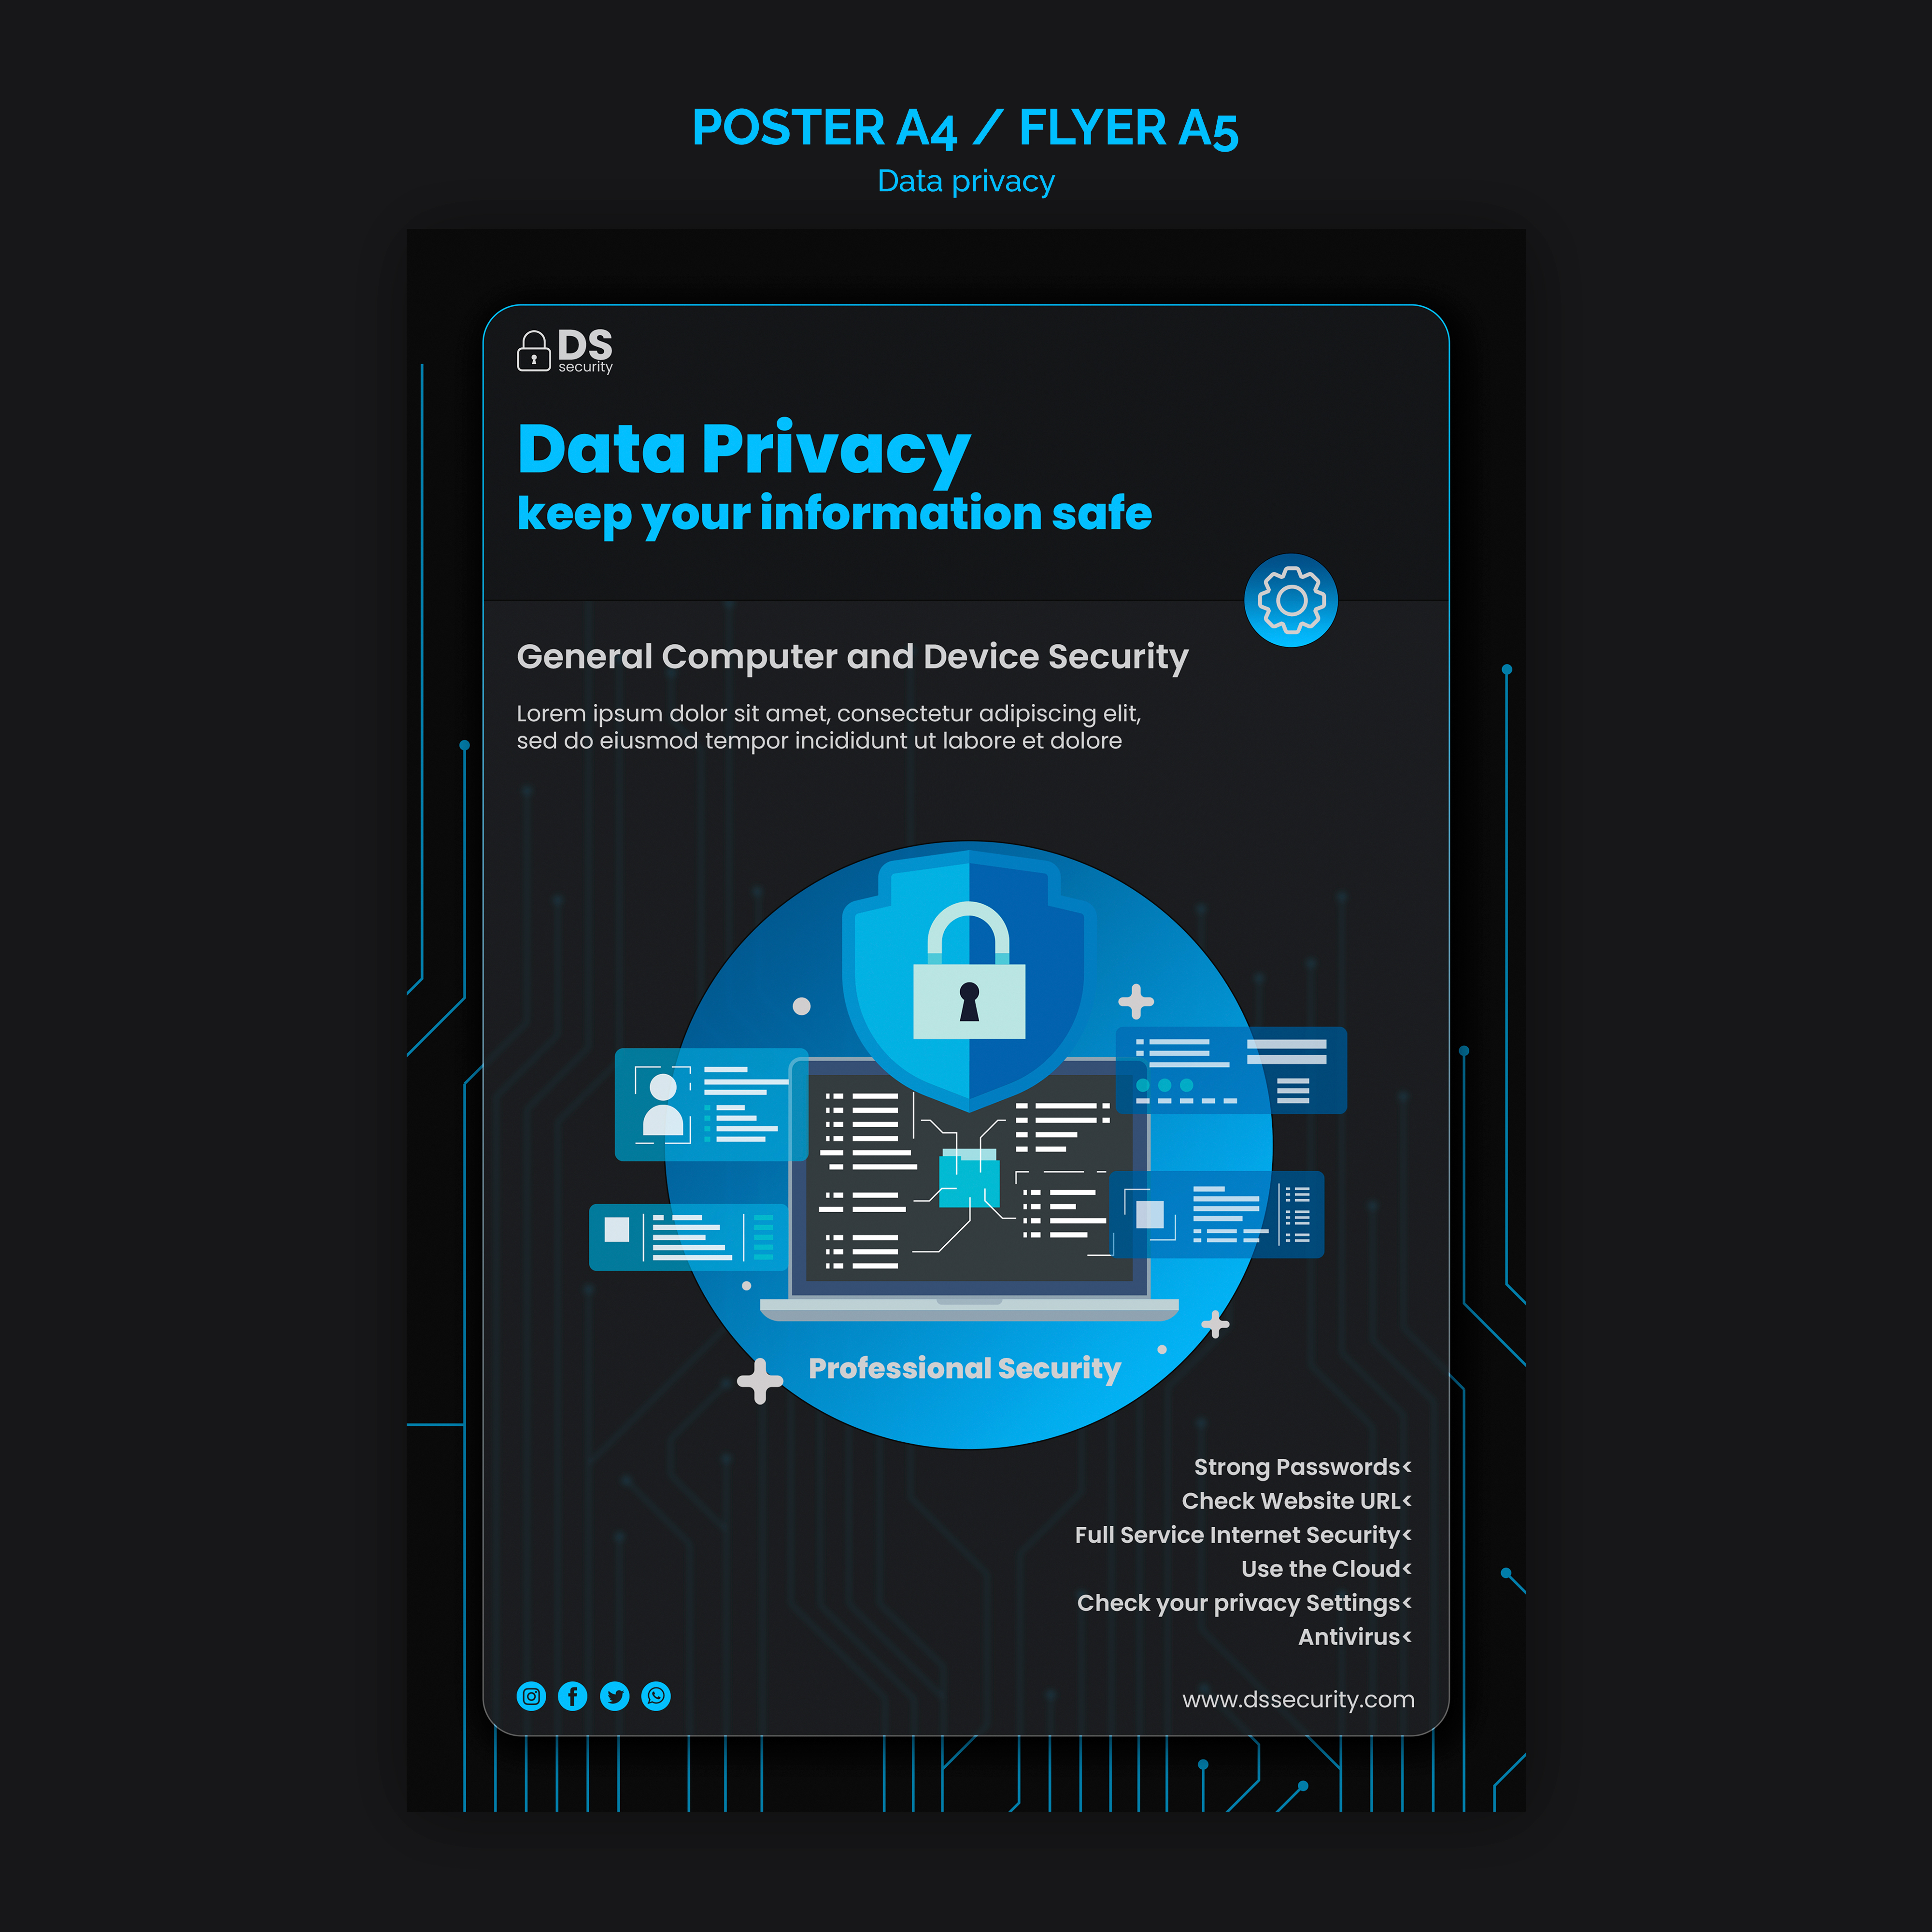 POSTER A4 / FLYER A5
Data privacy
DS
security
Data Privacy
keep your information safe
General Computer and Device Security
Lorem ipsum dolor sit amet, consectetur adipiscing elit,
sed do eiusmod tempor incididunt ut labore et dolore
Professional Security
Strong Passwords<
Check Website URL<
Full Service Internet Security<
Use the Cloud<
Check your privacy Settings<
Antivirus<
www.dssecurity.com